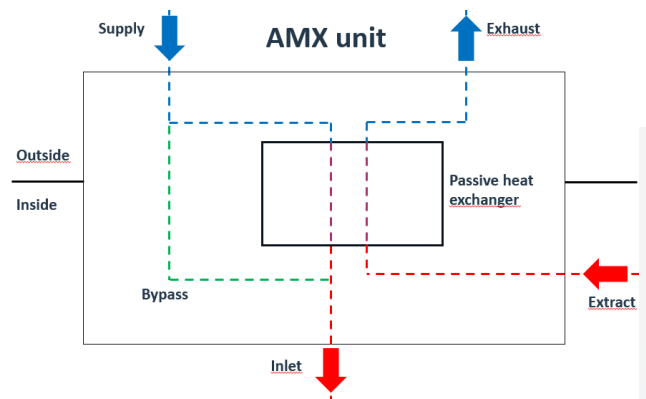 Supply
AMX unit
Exhaust
Outside
Inside
Passive heat
exchanger
Bypass
Extract
Inlet